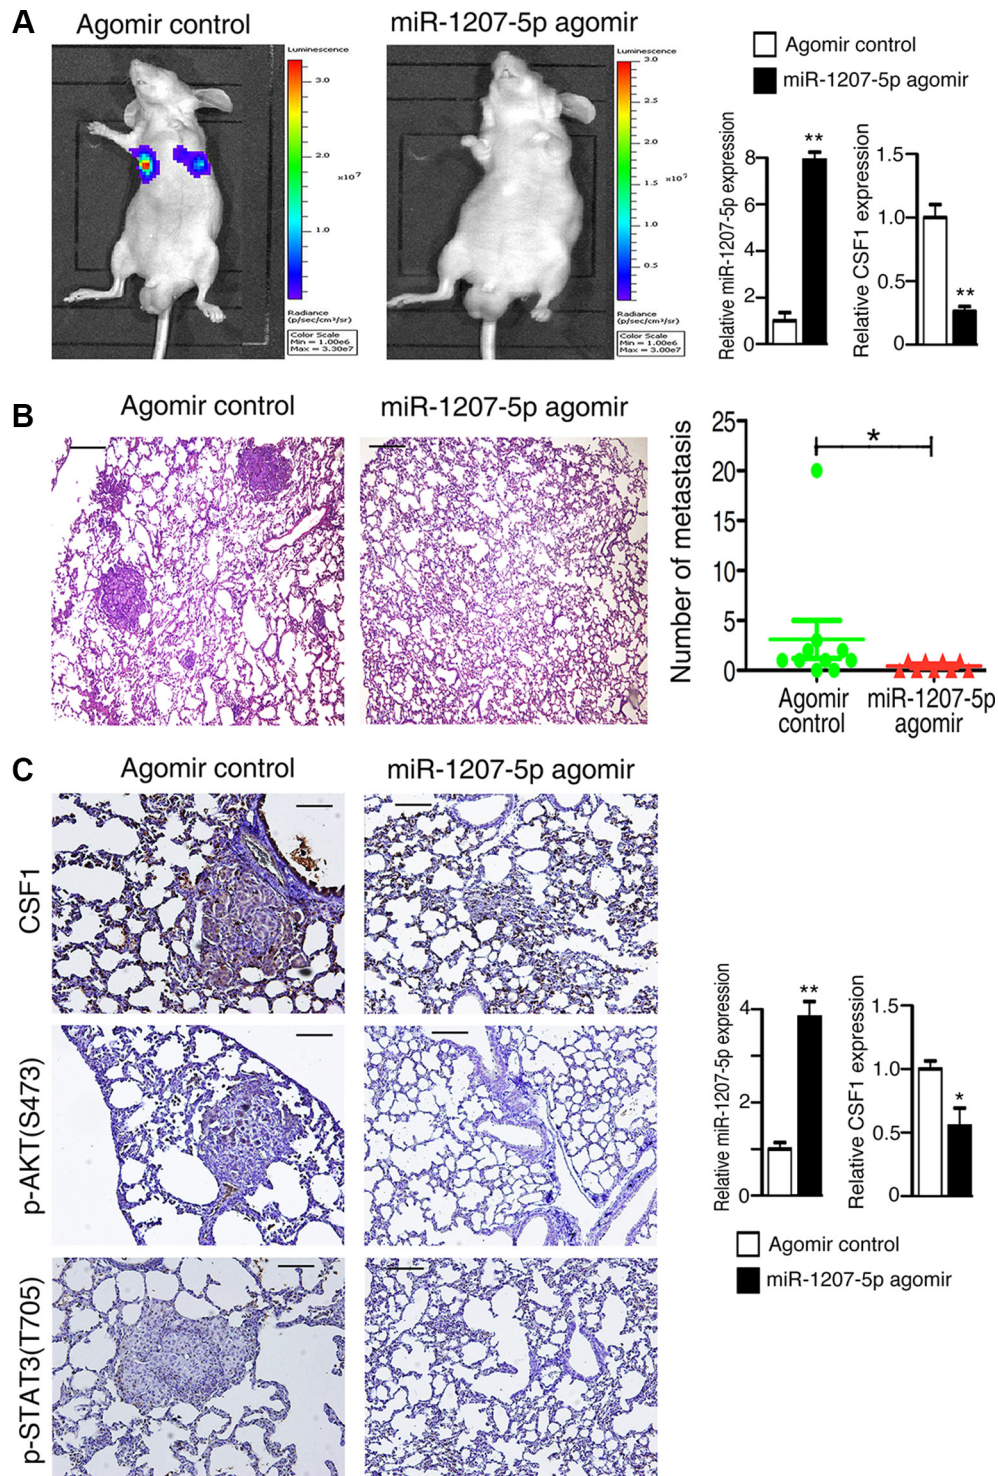 A
Agomir control
miR-1207-5p agomir
Luminescence
3.0
2.0
x10⁷
1.0
Radiance
(p/sec/cm²/sr)
Color Scale
Min = 1.00e6
Max = 3.30e7
Luminescence
3.0
2.5
2.0
1.5
x10⁷
1.0
0.5
Radiance
(p/sec/cm²/sr)
Color Scale
Min = 1.00e6
Max = 3.00e7
Agomir control
miR-1207-5p agomir
Relative miR-1207-5p expression
8
6
4
2
0
**
Relative CSF1 expression
1.5
1.0
0.5
0
**
B
Agomir control
miR-1207-5p agomir
Number of metastasis
25
20
15
10
5
0
*
Agomir
control
miR-1207-5p
agomir
C
Agomir control
miR-1207-5p agomir
CSF1
p-AKT(S473)
p-STAT3(T705)
Relative miR-1207-5p expression
4
2
0
**
Relative CSF1 expression
1.5
1.0
0.5
0
*
Agomir control
miR-1207-5p agomir